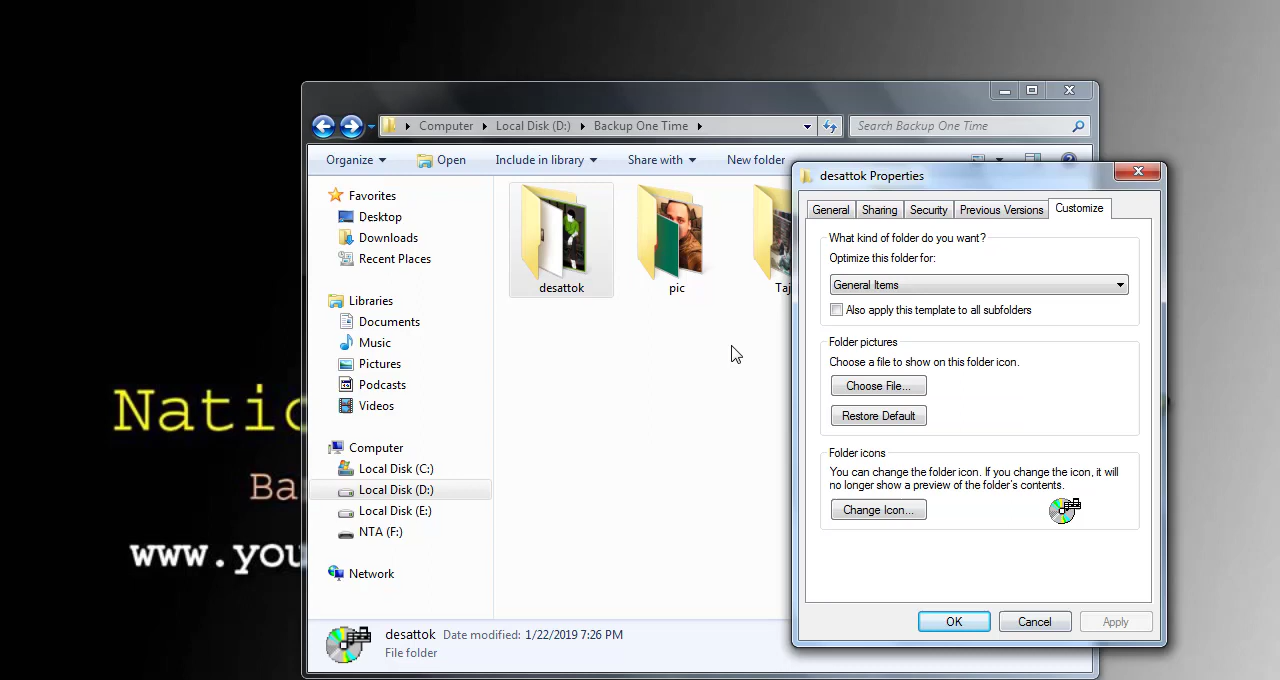 Computer
Local Disk (D:)
Backup One Time
Search Backup One Time
Organize
Open
Include in library
Share with
New folder
Favorites
Desktop
Downloads
Recent Places
Libraries
Documents
Music
Pictures
Podcasts
Videos
Computer
Local Disk (C:)
Local Disk (D:)
Local Disk (E:)
NTA (F:)
Network
desattok
pic
Taj
desattok Date modified: 1/22/2019 7:26 PM
File folder
desattok Properties
General
Sharing
Security
Previous Versions
Customize
What kind of folder do you want?
Optimize this folder for:
General Items
Also apply this template to all subfolders
Folder pictures
Choose a file to show on this folder icon.
Choose File...
Restore Default
Folder icons
You can change the folder icon. If you change the icon, it will
no longer show a preview of the folder's contents.
Change Icon...
OK
Cancel
Apply
Natic
Ba
www.you